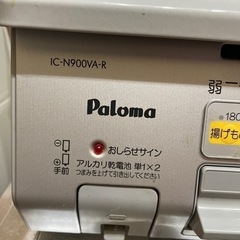 IC-N900VA-R
弱
Paloma
180
揚げもの
おしらせサイン
手前
アルカリ乾電池 単1×2
つまみを上げて引き出してください